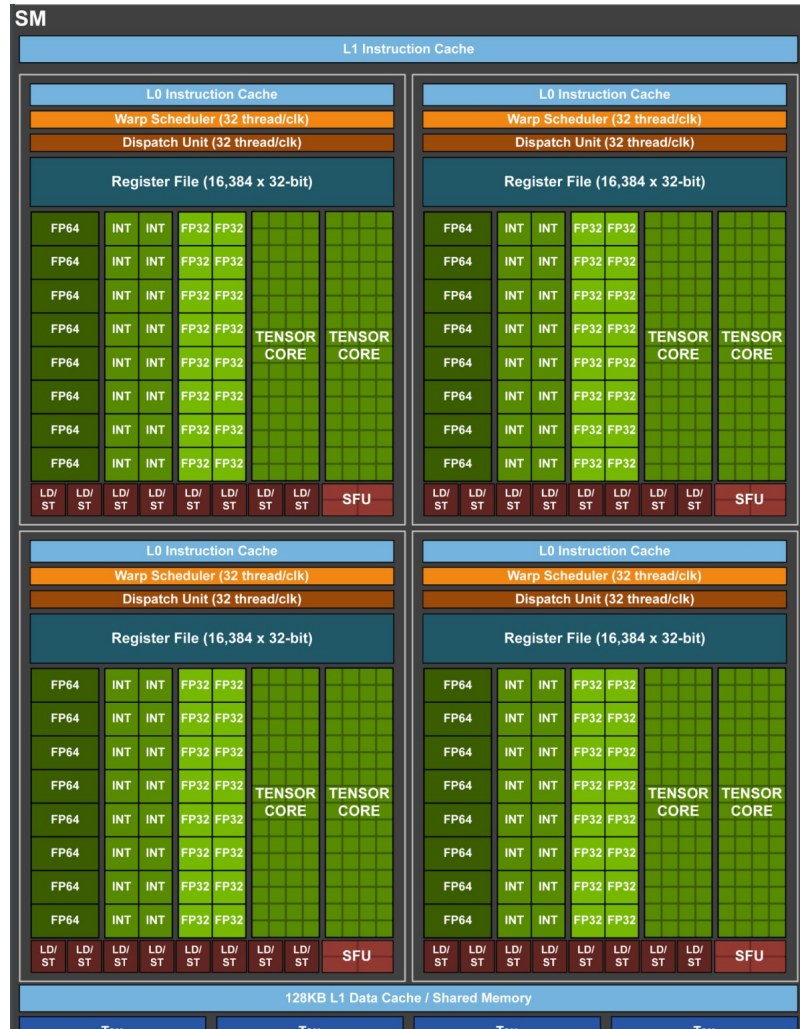 SM
L1 Instruction Cache
L0 Instruction Cache
Warp Scheduler (32 thread/clk)
Dispatch Unit (32 thread/clk)
Register File (16,384 x 32-bit)
FP64 INT INT FP32 FP32
FP64 INT INT FP32 FP32
FP64 INT INT FP32 FP32
FP64 INT INT FP32 FP32
TENSOR TENSOR
CORE CORE
FP64 INT INT FP32 FP32
FP64 INT INT FP32 FP32
FP64 INT INT FP32 FP32
FP64 INT INT FP32 FP32
LD/ LD/ LD/ LD/ LD/ LD/ LD/ LD/
ST ST ST ST ST ST ST ST
SFU
L0 Instruction Cache
Warp Scheduler (32 thread/clk)
Dispatch Unit (32 thread/clk)
Register File (16,384 x 32-bit)
FP64 INT INT FP32 FP32
FP64 INT INT FP32 FP32
FP64 INT INT FP32 FP32
FP64 INT INT FP32 FP32
TENSOR TENSOR
CORE CORE
FP64 INT INT FP32 FP32
FP64 INT INT FP32 FP32
FP64 INT INT FP32 FP32
FP64 INT INT FP32 FP32
LD/ LD/ LD/ LD/ LD/ LD/ LD/ LD/
ST ST ST ST ST ST ST ST
SFU
L0 Instruction Cache
Warp Scheduler (32 thread/clk)
Dispatch Unit (32 thread/clk)
Register File (16,384 x 32-bit)
FP64 INT INT FP32 FP32
FP64 INT INT FP32 FP32
FP64 INT INT FP32 FP32
FP64 INT INT FP32 FP32
TENSOR TENSOR
CORE CORE
FP64 INT INT FP32 FP32
FP64 INT INT FP32 FP32
FP64 INT INT FP32 FP32
FP64 INT INT FP32 FP32
LD/ LD/ LD/ LD/ LD/ LD/ LD/ LD/
ST ST ST ST ST ST ST ST
SFU
L0 Instruction Cache
Warp Scheduler (32 thread/clk)
Dispatch Unit (32 thread/clk)
Register File (16,384 x 32-bit)
FP64 INT INT FP32 FP32
FP64 INT INT FP32 FP32
FP64 INT INT FP32 FP32
FP64 INT INT FP32 FP32
TENSOR TENSOR
CORE CORE
FP64 INT INT FP32 FP32
FP64 INT INT FP32 FP32
FP64 INT INT FP32 FP32
FP64 INT INT FP32 FP32
LD/ LD/ LD/ LD/ LD/ LD/ LD/ LD/
ST ST ST ST ST ST ST ST
SFU
128KB L1 Data Cache / Shared Memory